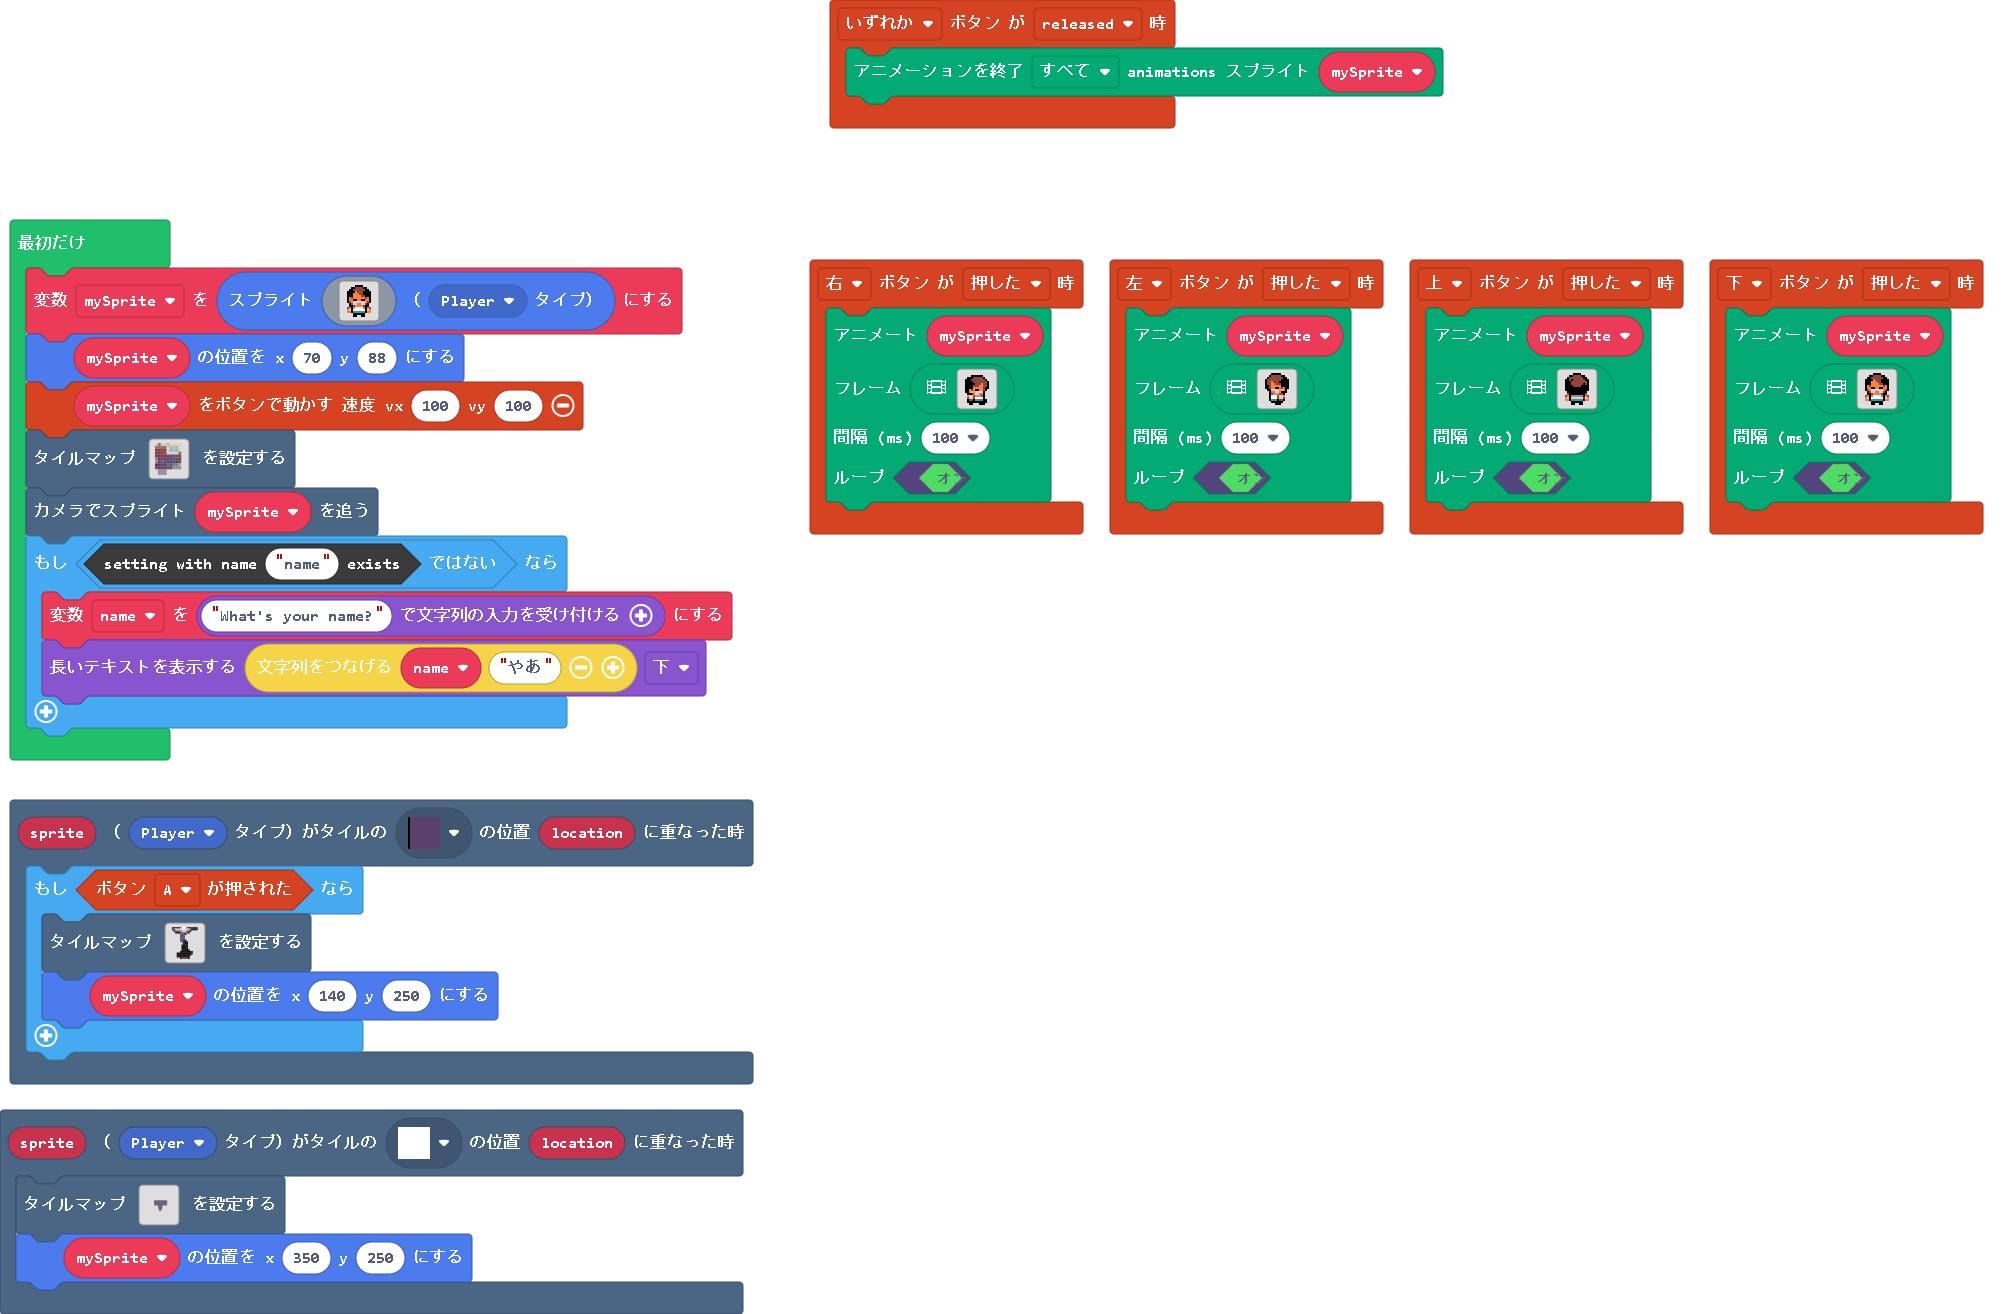 いずれか ボタン が released 時
アニメーションを終了 すべて animations スプライト mySprite
最初だけ
変数 mySprite を スプライト ( Player タイプ) にする
mySprite の位置を x 70 y 88 にする
mySprite をボタンで動かす 速度 vx 100 vy 100
タイルマップ を設定する
カメラでスプライト mySprite を追う
もし setting with name "name" exists ではない なら
変数 name を "What's your name?" で文字列の入力を受け付ける にする
長いテキストを表示する 文字列をつなげる name "やあ" 下
右 ボタン が 押した 時
アニメート mySprite
フレーム
間隔 (ms) 100
ループ オ
左 ボタン が 押した 時
アニメート mySprite
フレーム
間隔 (ms) 100
ループ オ
上 ボタン が 押した 時
アニメート mySprite
フレーム
間隔 (ms) 100
ループ オ
下 ボタン が 押した 時
アニメート mySprite
フレーム
間隔 (ms) 100
ループ オ
sprite ( Player タイプ) がタイルの の位置 location に重なった時
もし ボタン A が押された なら
タイルマップ を設定する
mySprite の位置を x 140 y 250 にする
sprite ( Player タイプ) がタイルの の位置 location に重なった時
タイルマップ を設定する
mySprite の位置を x 350 y 250 にする